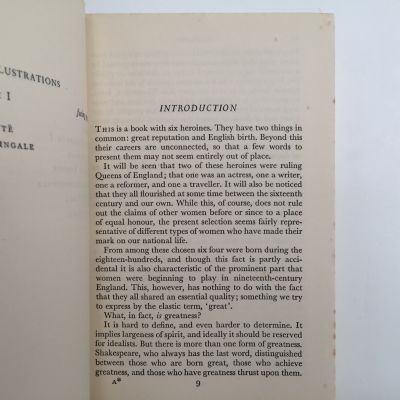 LUSTRATIONS
I
TË
INGALE
INTRODUCTION
THIS is a book with six heroines. They have two things in
common: great reputation and English birth. Beyond this
their careers are unconnected, so that a few words to
present them may not seem entirely out of place.
It will be seen that two of these heroines were ruling
Queens of England; that one was an actress, one a writer,
one a reformer, and one a traveller. It will also be noticed
that they all flourished at some time between the sixteenth
century and our own. While this, of course, does not rule
out the claims of other women before or since to a place
of equal honour, the present selection seems fairly repre-
sentative of different types of women who have made their
mark on our national life.
From among these chosen six four were born during the
eighteen-hundreds, and though this fact is partly acci-
dental it is also characteristic of the prominent part that
women were beginning to play in nineteenth-century
England. This, however, has nothing to do with the fact
that they all shared an essential quality; something we try
to express by the elastic term, 'great'.
What, in fact, is greatness?
It is hard to define, and even harder to determine. It
implies largeness of spirit, and ideally it should be reserved
for idealists. But there is more than one form of greatness.
Shakespeare, who always has the last word, distinguished
between those who are born great, those who achieve
greatness, and those who have greatness thrust upon them.
A* 9